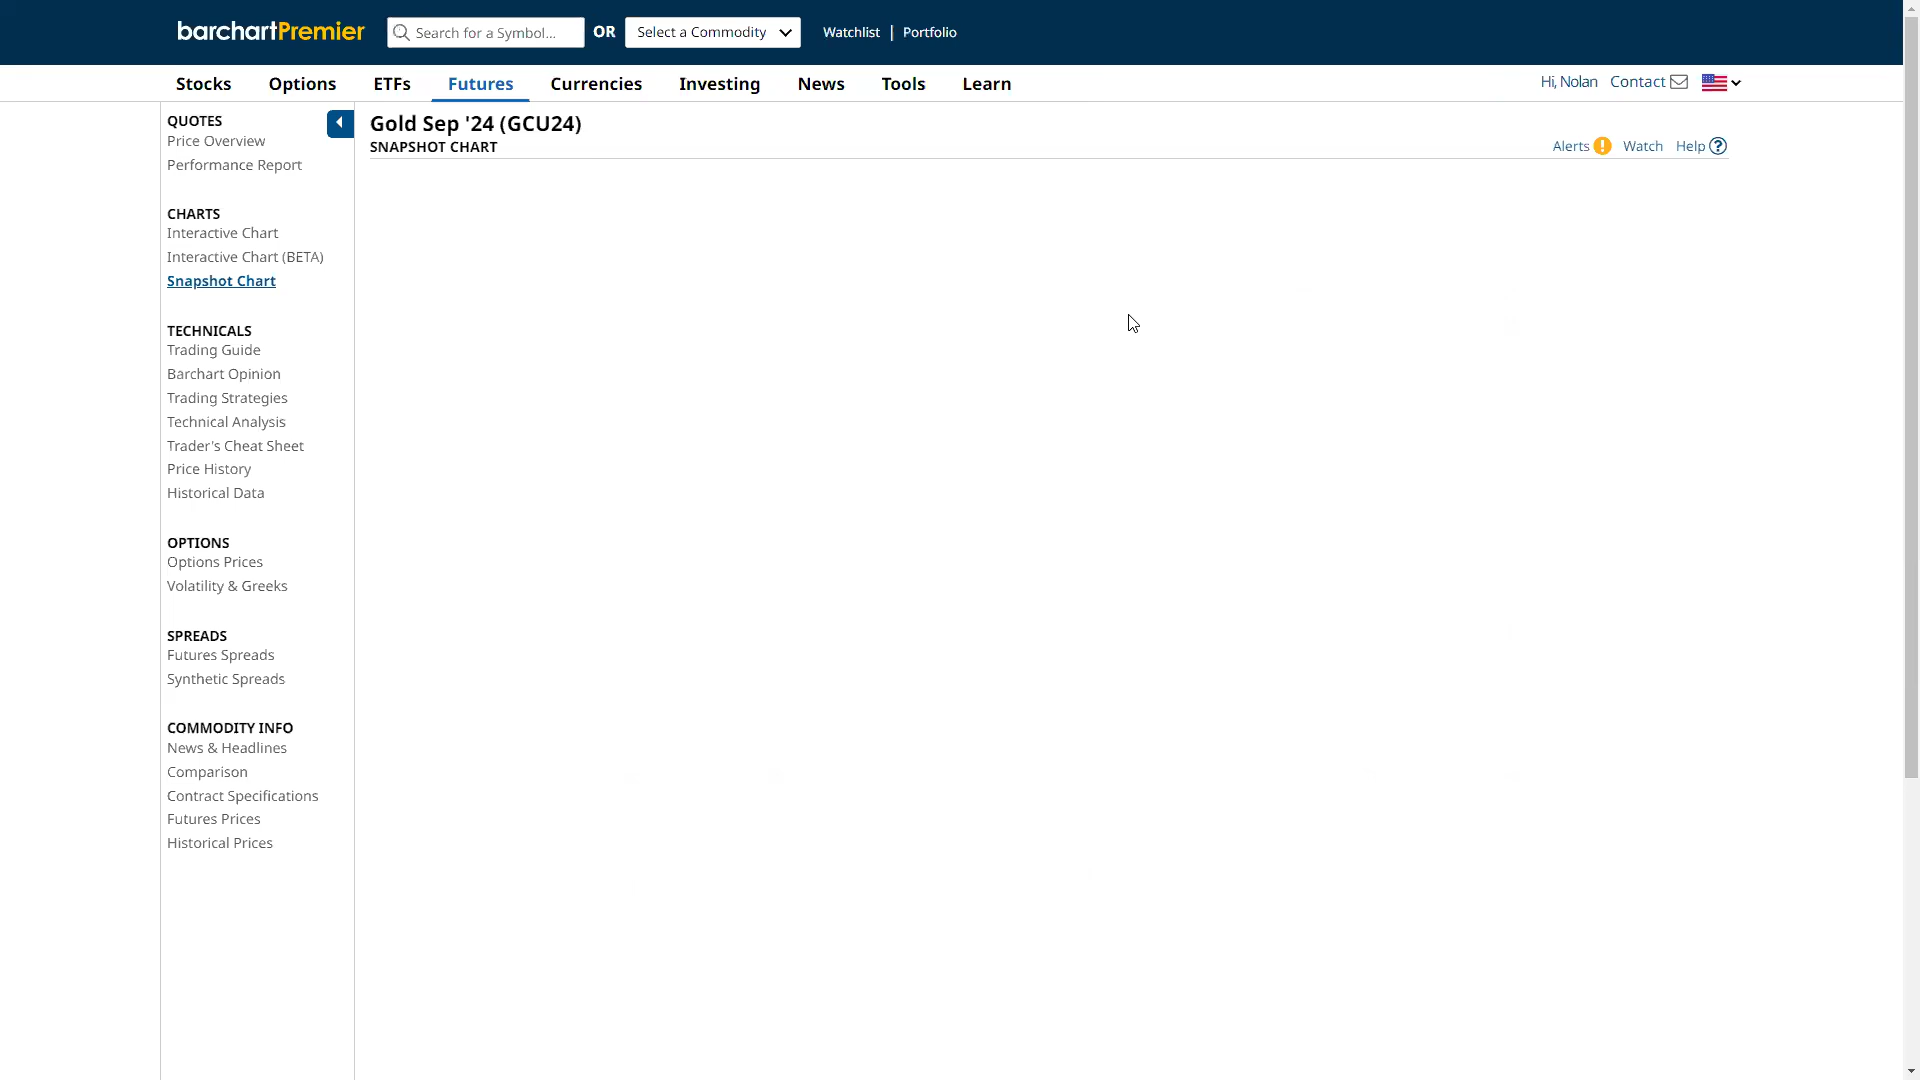 barchartPremier
Search for a Symbol...
OR
Select a Commodity
Watchlist | Portfolio
Stocks
Options
ETFs
Futures
Currencies
Investing
News
Tools
Learn
Hi, Nolan
Contact
QUOTES
Price Overview
Performance Report
CHARTS
Interactive Chart
Interactive Chart (BETA)
Snapshot Chart
TECHNICALS
Trading Guide
Barchart Opinion
Trading Strategies
Technical Analysis
Trader's Cheat Sheet
Price History
Historical Data
OPTIONS
Options Prices
Volatility & Greeks
SPREADS
Futures Spreads
Synthetic Spreads
COMMODITY INFO
News & Headlines
Comparison
Contract Specifications
Futures Prices
Historical Prices
Gold Sep '24 (GCU24)
SNAPSHOT CHART
Alerts !
Watch
Help ?